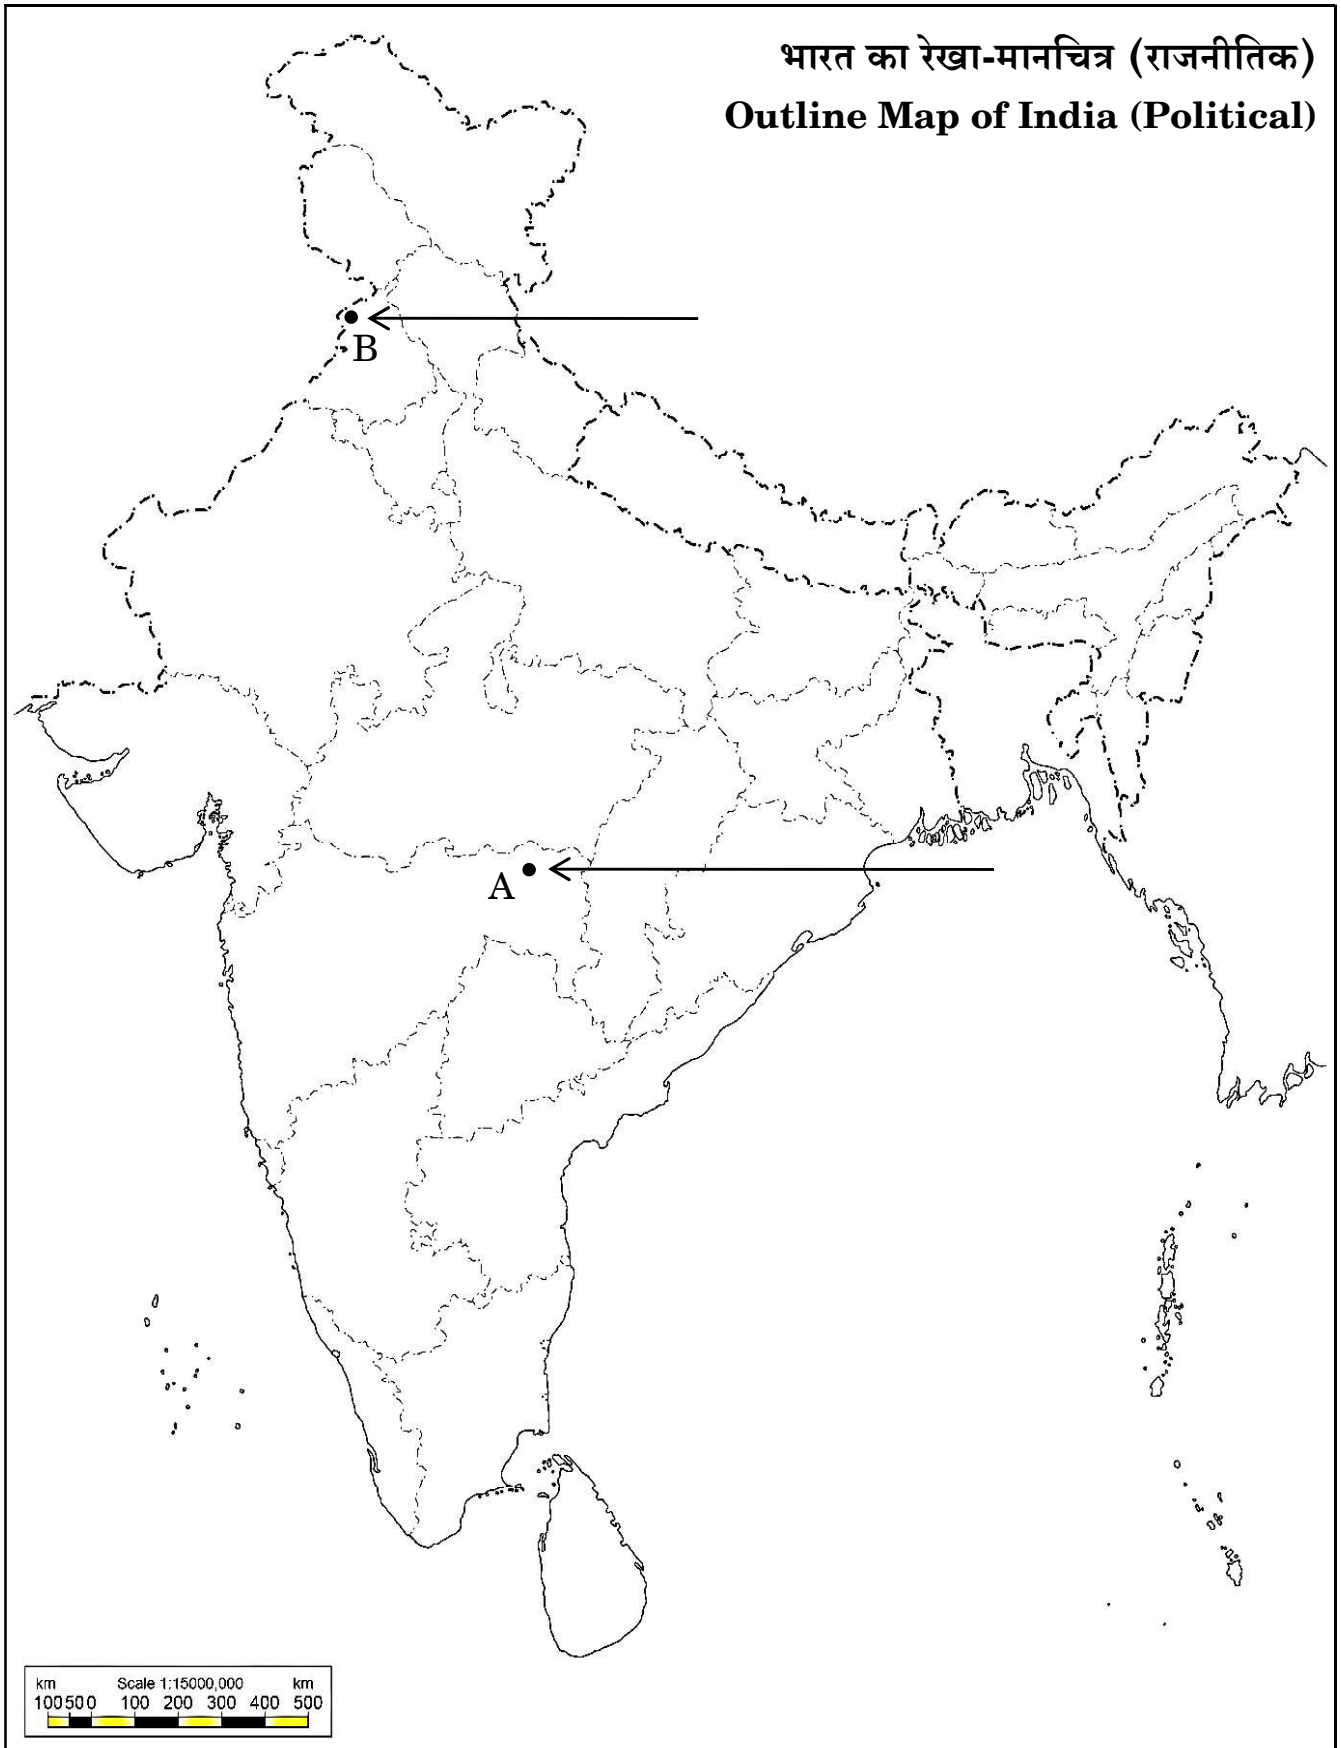 भारत का रेखा-मानचित्र (राजनीतिक)
Outline Map of India (Political)
B
A
km Scale 1:15000,000 km
100 50 0 100 200 300 400 500